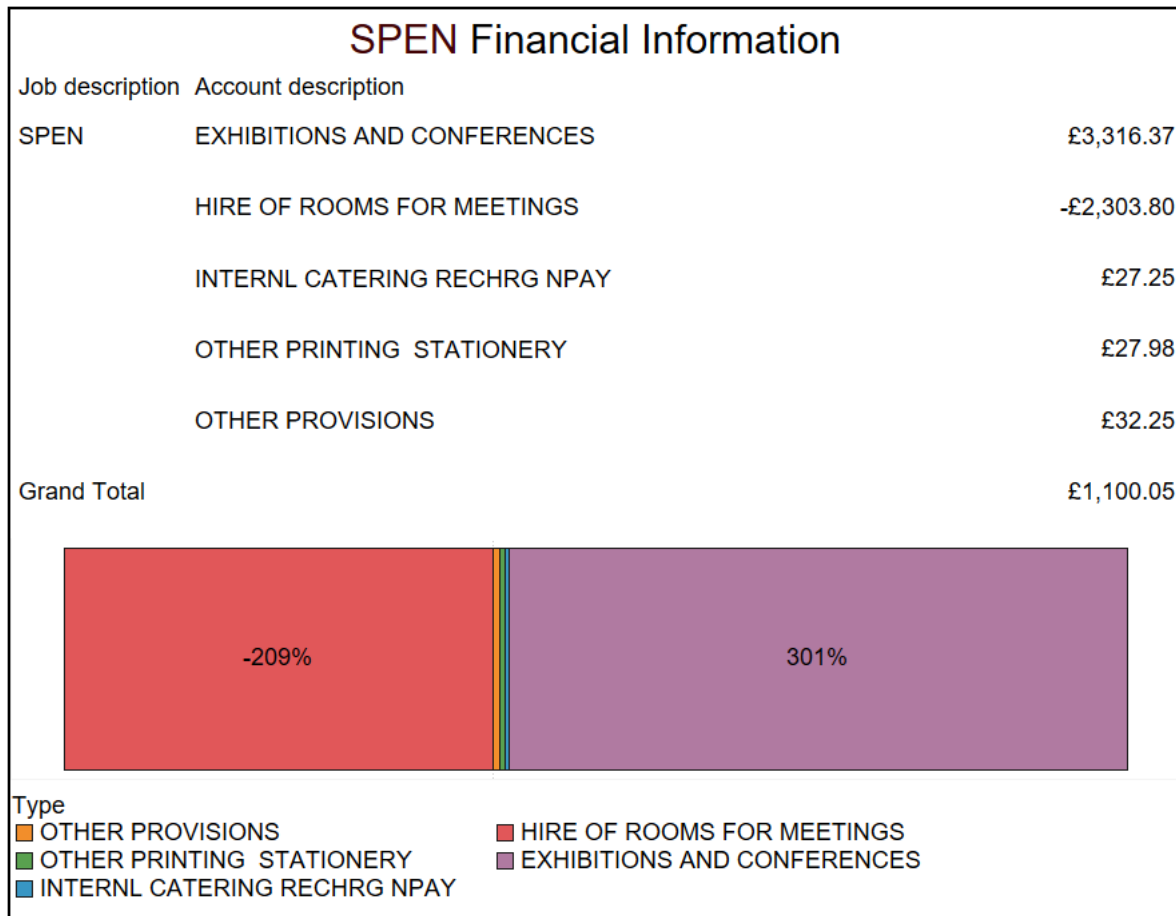 SPEN Financial Information
Job description Account description
SPEN EXHIBITIONS AND CONFERENCES £3,316.37
HIRE OF ROOMS FOR MEETINGS -£2,303.80
INTERNL CATERING RECHRG NPAY £27.25
OTHER PRINTING  STATIONERY £27.98
OTHER PROVISIONS £32.25
Grand Total £1,100.05
-209% 301%
Type
OTHER PROVISIONS HIRE OF ROOMS FOR MEETINGS
OTHER PRINTING  STATIONERY EXHIBITIONS AND CONFERENCES
INTERNL CATERING RECHRG NPAY